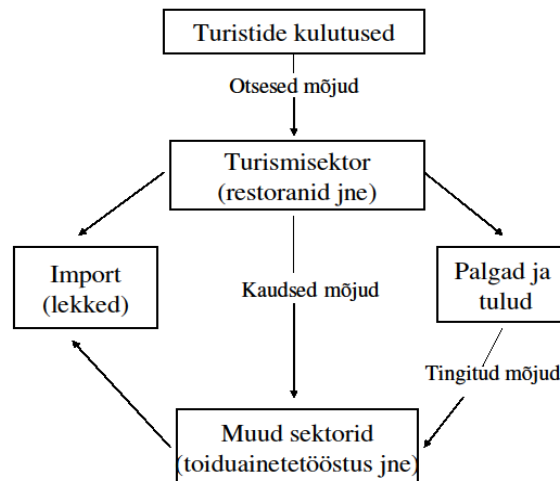 Turistide kulutused
Otsesed mõjud
Turismisektor
(restoranid jne)
Import
(lekked)
Kaudsed mõjud
Palgad ja
tulud
Tingitud mõjud
Muud sektorid
(toiduainetetööstus jne)